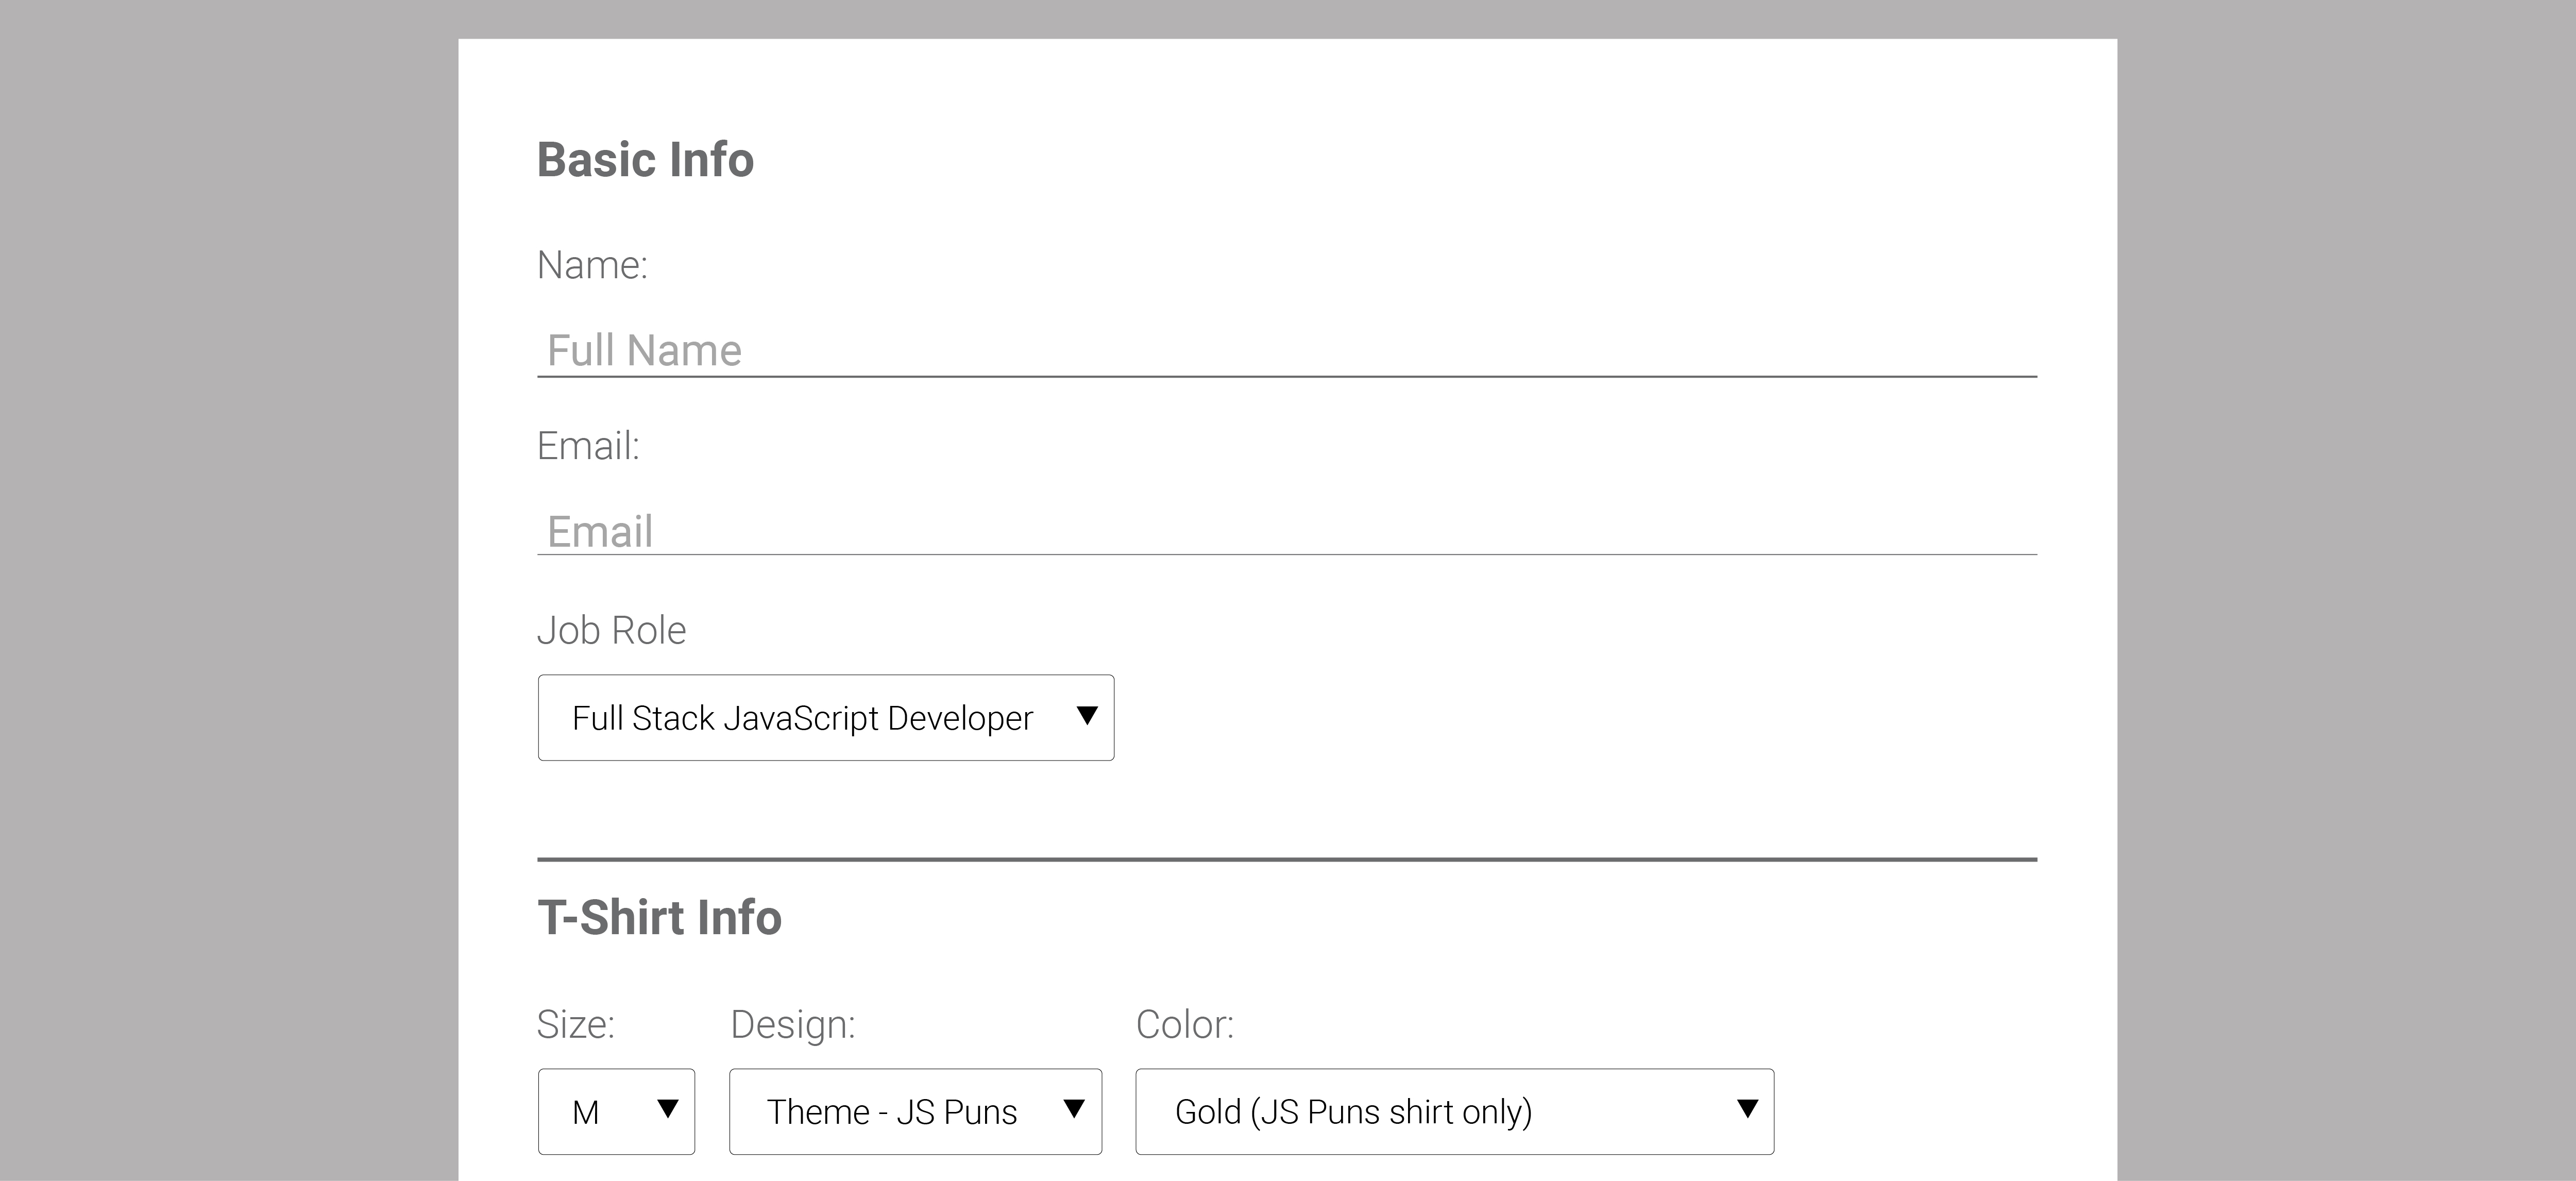 Basic Info
Name:
Full Name
Email:
Email
Job Role
Full Stack JavaScript Developer
T-Shirt Info
Size: Design: Color:
M Theme - JS Puns Gold (JS Puns shirt only)